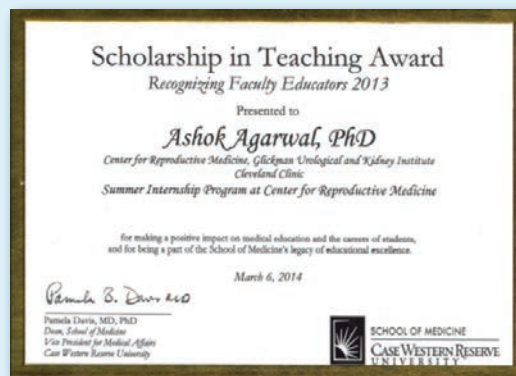 Scholarship in Teaching Award
Recognizing Faculty Educators 2013
Presented to
Ashok Agarwal, PhD
Center for Reproductive Medicine, Glickman Urological and Kidney Institute
Cleveland Clinic
Summer Internship Program at Center for Reproductive Medicine
for making a positive impact on medical education and the careers of students,
and for being a part of the School of Medicine's legacy of educational excellence.
March 6, 2014
Pamela B. Davis MD
Pamela Davis, MD, PhD
Dean, School of Medicine
Vice President for Medical Affairs
Case Western Reserve University
SCHOOL OF MEDICINE
CASE WESTERN RESERVE
UNIVERSITY